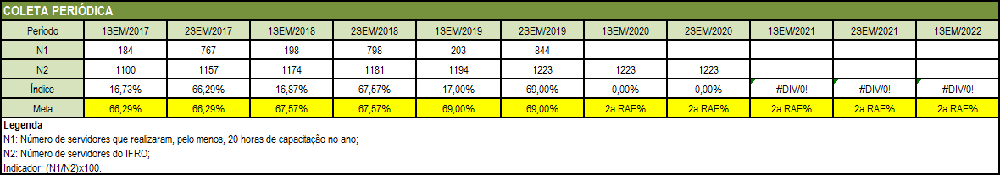 COLETA PERIÓDICA
Período 1SEM/2017 2SEM/2017 1SEM/2018 2SEM/2018 1SEM/2019 2SEM/2019 1SEM/2020 2SEM/2020 1SEM/2021 2SEM/2021 1SEM/2022
N1 184 767 198 798 203 844
N2 1100 1157 1174 1181 1194 1223 1223 1223
Índice 16,73% 66,29% 16,87% 67,57% 17,00% 69,00% 0,00% 0,00% #DIV/0! #DIV/0! #DIV/0!
Meta 66,29% 66,29% 67,57% 67,57% 69,00% 69,00% 2a RAE% 2a RAE% 2a RAE% 2a RAE% 2a RAE%
Legenda
N1: Número de servidores que realizaram, pelo menos, 20 horas de capacitação no ano;
N2: Número de servidores do IFRO;
Indicador: (N1/N2)x100.